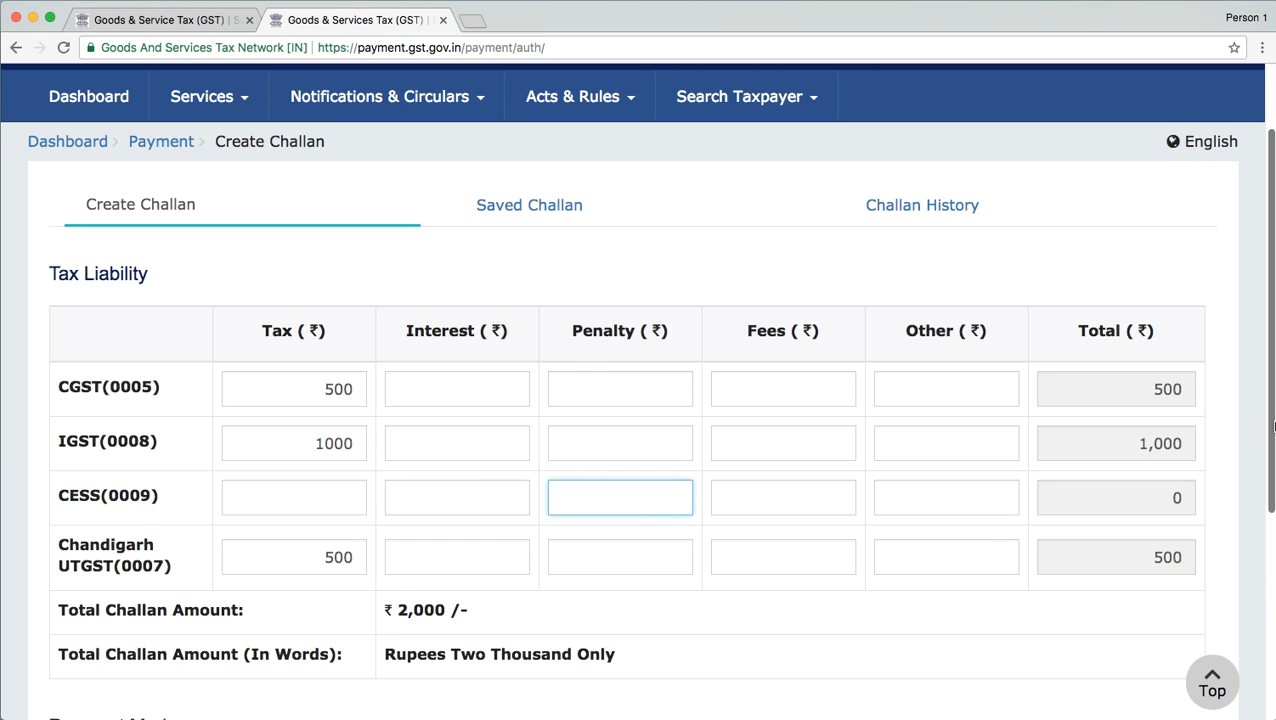 Goods & Service Tax (GST) | S
Goods & Services Tax (GST) |
Person 1
Goods And Services Tax Network [IN] | https://payment.gst.gov.in/payment/auth/
Dashboard Services Notifications & Circulars Acts & Rules Search Taxpayer
Dashboard > Payment > Create Challan
English
Create Challan Saved Challan Challan History
Tax Liability
Tax ( ₹) Interest ( ₹) Penalty ( ₹) Fees ( ₹) Other ( ₹) Total ( ₹)
CGST(0005) 500 500
IGST(0008) 1000 1,000
CESS(0009) 0
Chandigarh
UTGST(0007) 500 500
Total Challan Amount: ₹ 2,000 /-
Total Challan Amount (In Words): Rupees Two Thousand Only
Top